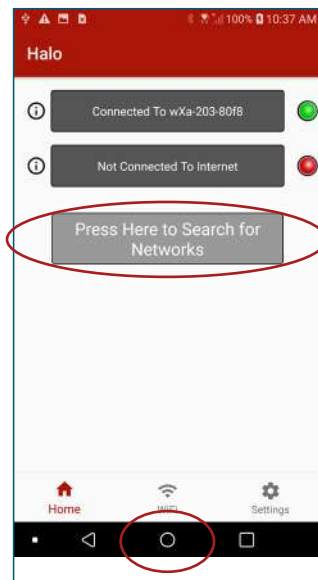 100% 10:37 AM
Halo
Connected To wXa-203-80f8
Not Connected To Internet
Press Here to Search for
Networks
Home WiFi Settings